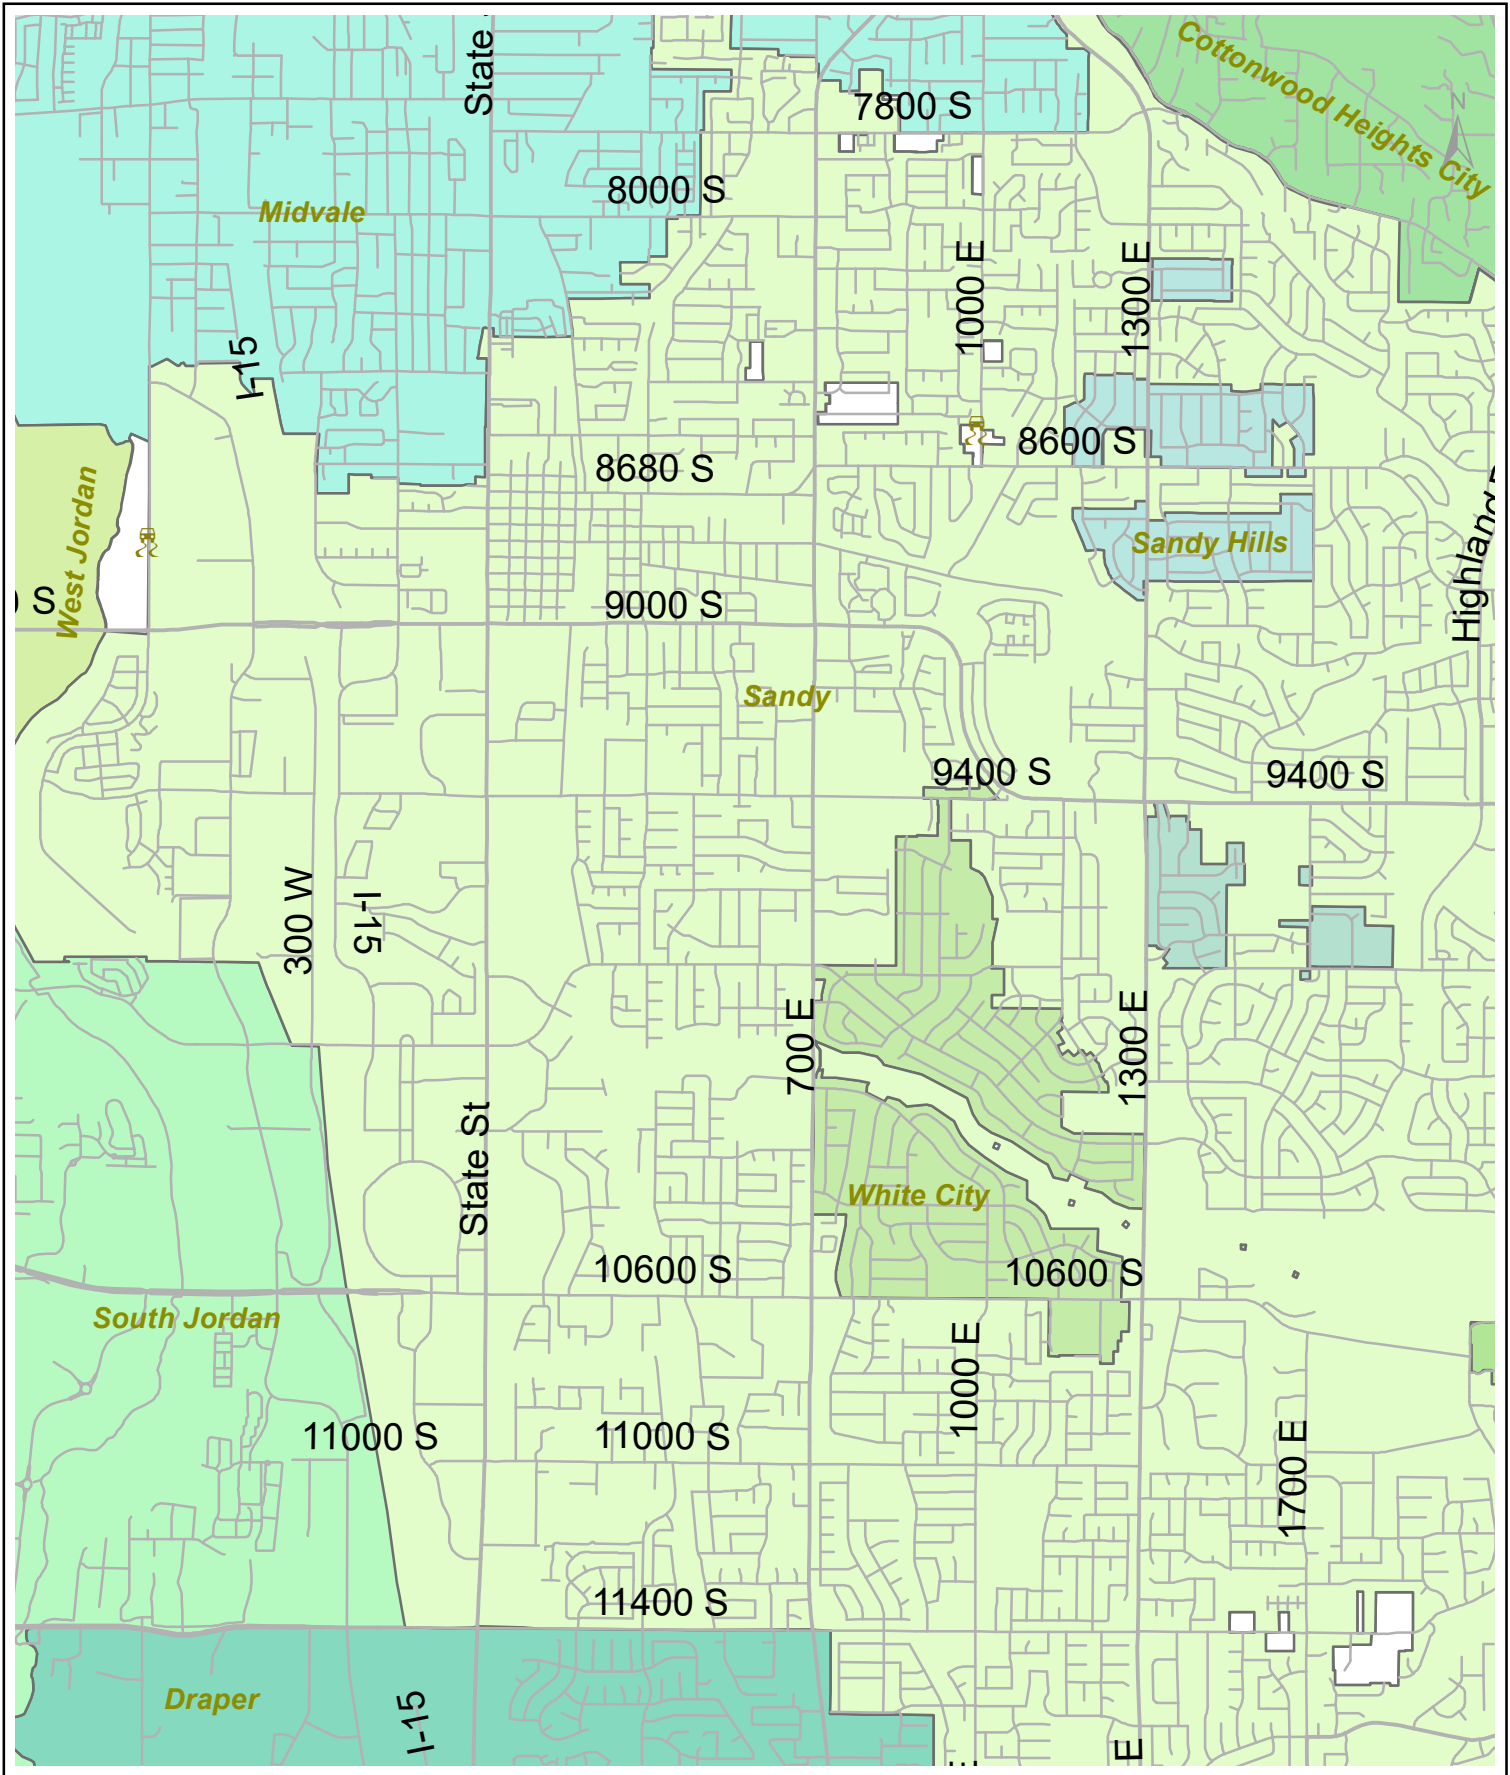 State
Cottonwood Heights City
N
7800 S
8000 S
Midvale
1000 E
1300 E
I-15
8600 S
8680 S
West Jordan
Sandy Hills
Highland
S
9000 S
Sandy
9400 S
9400 S
300 W
I-15
700 E
1300 E
State St
White City
10600 S
10600 S
South Jordan
1000 E
11000 S
11000 S
1700 E
11400 S
Draper
I-15
E
E